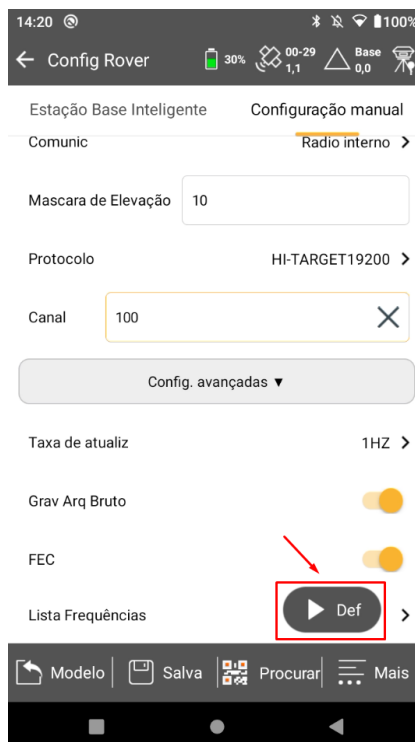 14:20 100%
Config Rover 30% 00-29 1,1 Base 0,0
Estação Base Inteligente Configuração manual
Comunic Radio interno
Mascara de Elevação 10
Protocolo HI-TARGET19200
Canal 100
Config. avançadas ▼
Taxa de atualiz 1HZ
Grav Arq Bruto
FEC
Lista Frequências Def
Modelo Salva Procurar Mais